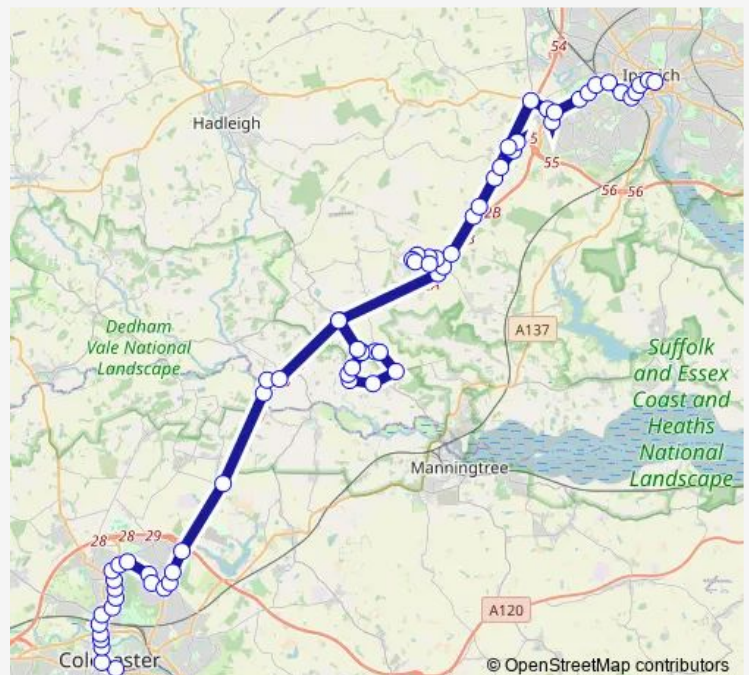 54
Ipswich
Hadleigh
55
56
56
Dedham
Vale National
Landscape
A137
Suffolk
and Essex
Coast and
Heaths
National
Landscape
Manningtree
28
28
29
A120
Colchester
© OpenStreetMap contributors